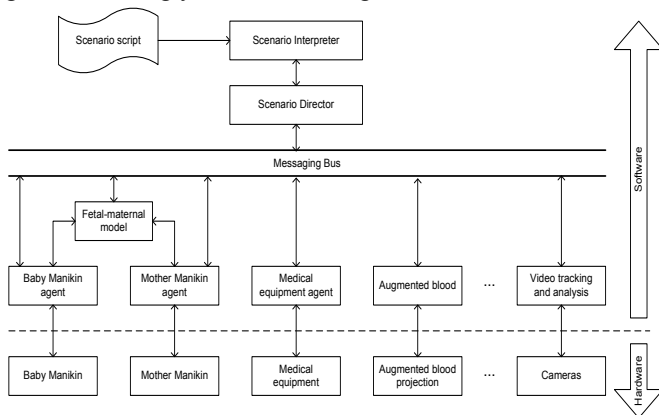 Scenario script
Scenario Interpreter
Scenario Director
Messaging Bus
Fetal-maternal
model
Baby Manikin
agent
Mother Manikin
agent
Medical
equipment agent
Augmented blood
...
Video tracking
and analysis
Software
Baby Manikin
Mother Manikin
Medical
equipment
Augmented blood
projection
...
Cameras
Hardware